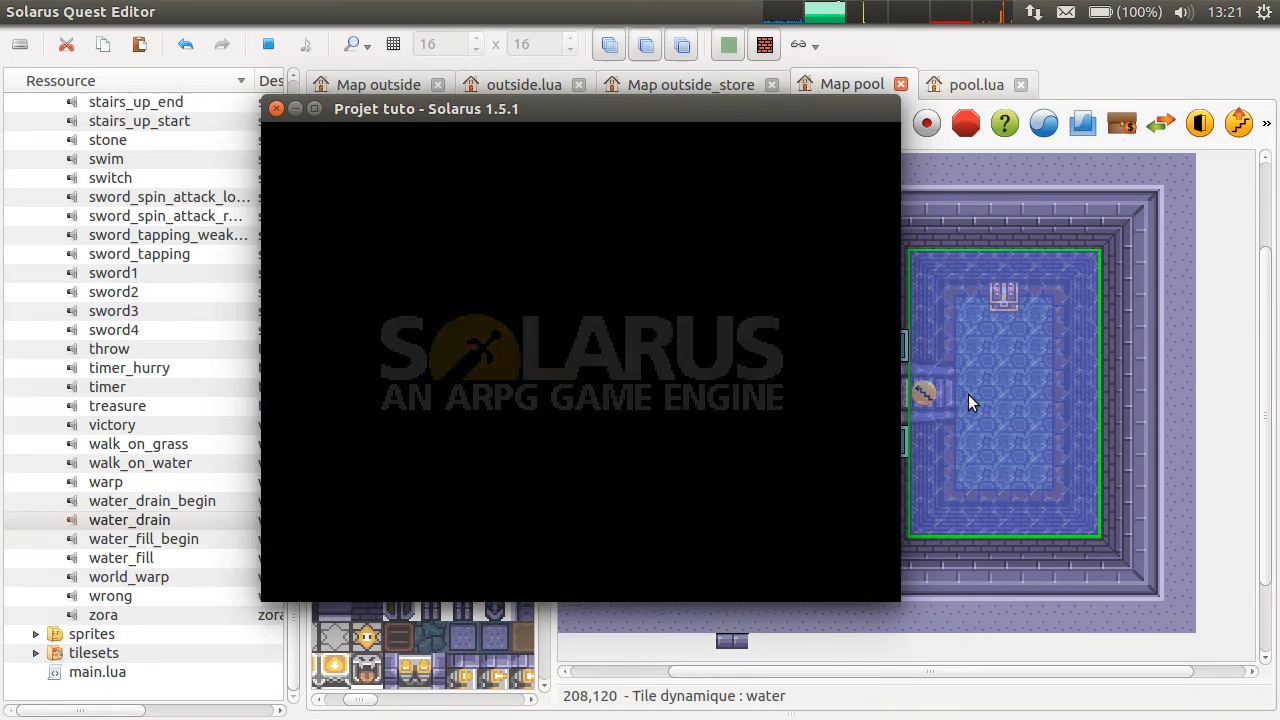 Solarus Quest Editor
(100%)
13:21
16 x 16
Ressource
Des
Map outside
outside.lua
Map outside_store
Map pool
pool.lua
Projet tuto - Solarus 1.5.1
stairs_up_end
stairs_up_start
stone
swim
switch
sword_spin_attack_lo...
sword_spin_attack_r...
sword_tapping_weak...
sword_tapping
sword1
sword2
sword3
sword4
throw
timer_hurry
timer
treasure
victory
walk_on_grass
walk_on_water
warp
water_drain_begin
water_drain
water_fill_begin
water_fill
world_warp
wrong
zora
zora
sprites
tilesets
main.lua
SOLARUS
AN ARPG GAME ENGINE
208,120 - Tile dynamique : water